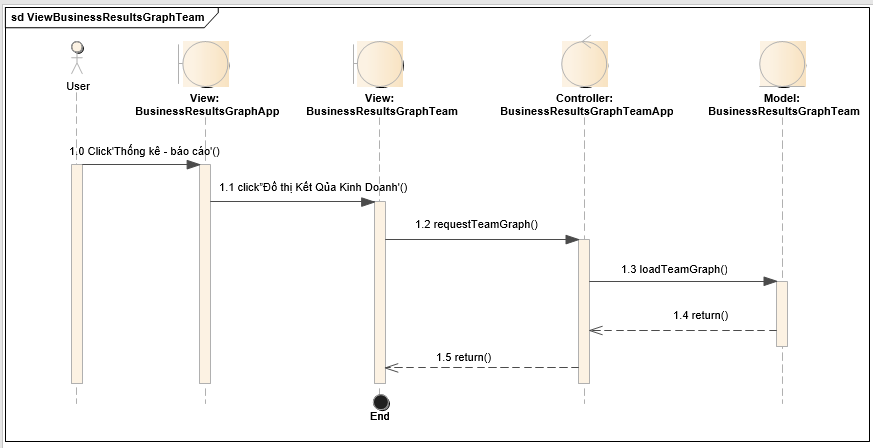 sd ViewBusinessResultsGraphTeam
User
View:
BusinessResultsGraphApp
View:
BusinessResultsGraphTeam
Controller:
BusinessResultsGraphTeamApp
Model:
BusinessResultsGraphTeam
1.0 Click'Thống kê - báo cáo'()
1.1 click"Đồ thị Kết Qủa Kinh Doanh'()
1.2 requestTeamGraph()
1.3 loadTeamGraph()
1.4 return()
1.5 return()
End